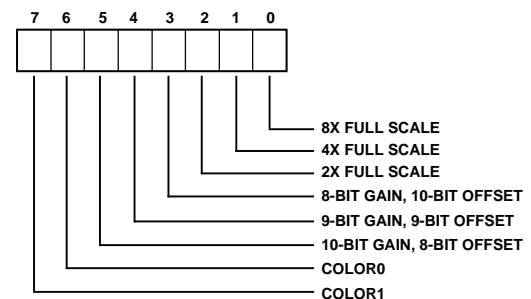 7 6 5 4 3 2 1 0
8X FULL SCALE
4X FULL SCALE
2X FULL SCALE
8-BIT GAIN, 10-BIT OFFSET
9-BIT GAIN, 9-BIT OFFSET
10-BIT GAIN, 8-BIT OFFSET
COLOR0
COLOR1